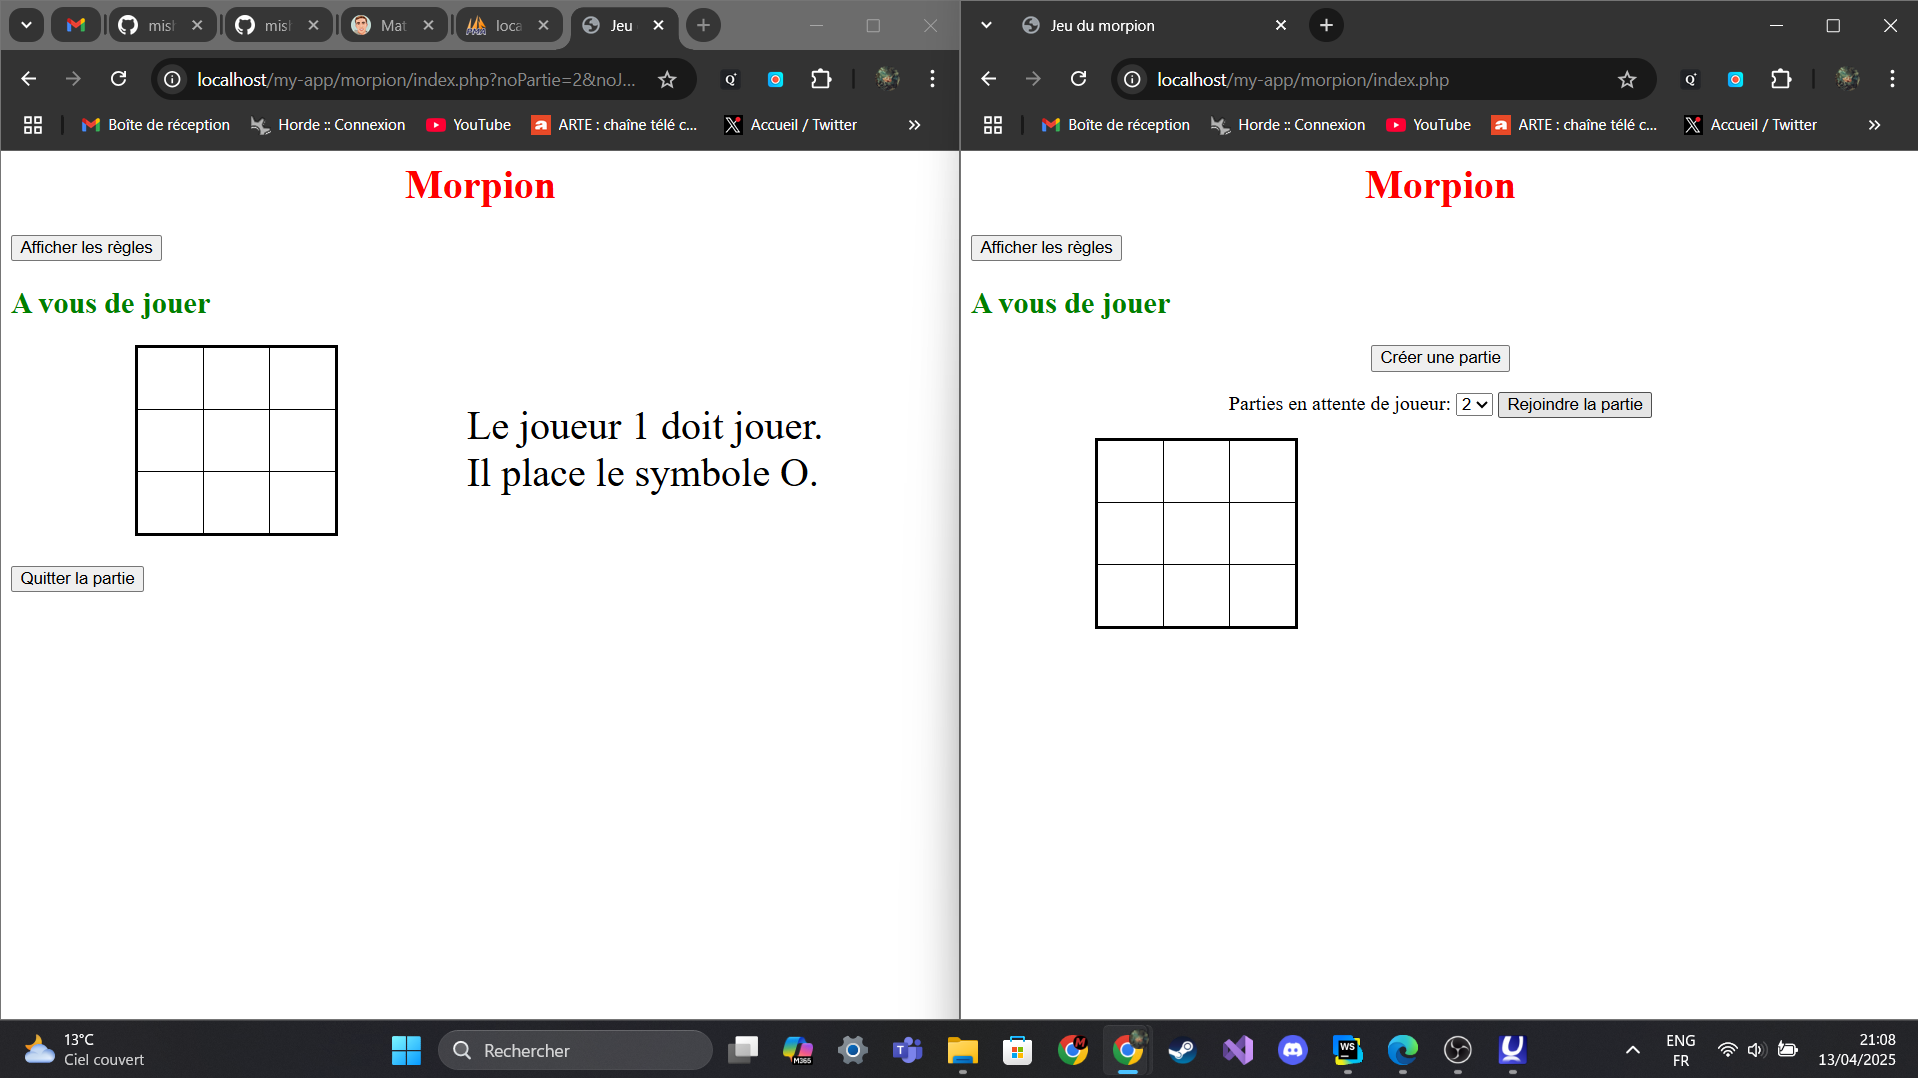 misl
misl
Mat
loca
Jeu
localhost/my-app/morpion/index.php?noPartie=2&noJ...
Boîte de réception
Horde :: Connexion
YouTube
ARTE : chaîne télé c...
Accueil / Twitter
Morpion
Afficher les règles
A vous de jouer
Le joueur 1 doit jouer.
Il place le symbole O.
Quitter la partie
Jeu du morpion
localhost/my-app/morpion/index.php
Boîte de réception
Horde :: Connexion
YouTube
ARTE : chaîne télé c...
Accueil / Twitter
Morpion
Afficher les règles
A vous de jouer
Créer une partie
Parties en attente de joueur: 2 Rejoindre la partie
13°C
Ciel couvert
Rechercher
ENG
FR
21:08
13/04/2025